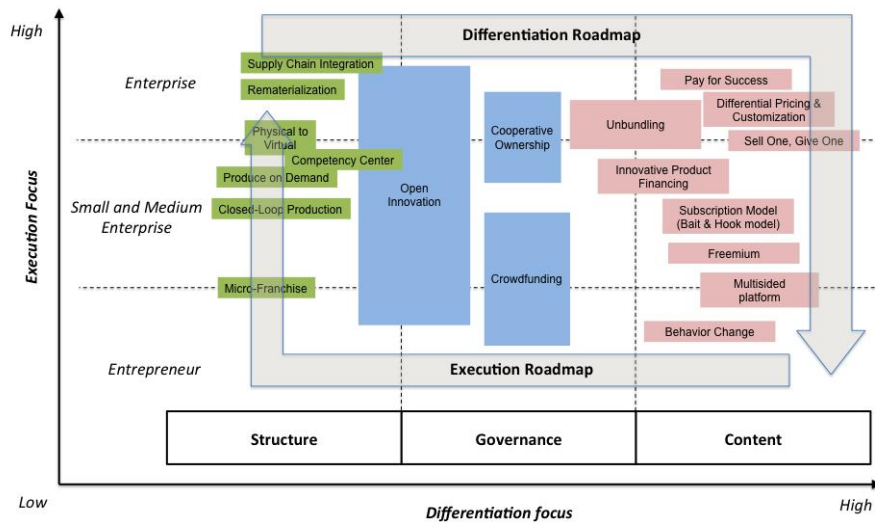 High
Differentiation Roadmap
Supply Chain Integration
Enterprise
Rematerialization
Pay for Success
Differential Pricing &
Customization
Physical to
Virtual
Cooperative
Ownership
Unbundling
Sell One, Give One
Competency Center
Produce on Demand
Open
Innovation
Innovative Product
Financing
Execution Focus
Small and Medium
Enterprise
Closed-Loop Production
Subscription Model
(Bait & Hook model)
Freemium
Micro-Franchise
Crowdfunding
Multisided
platform
Behavior Change
Entrepreneur
Execution Roadmap
Structure
Governance
Content
Low
Differentiation focus
High